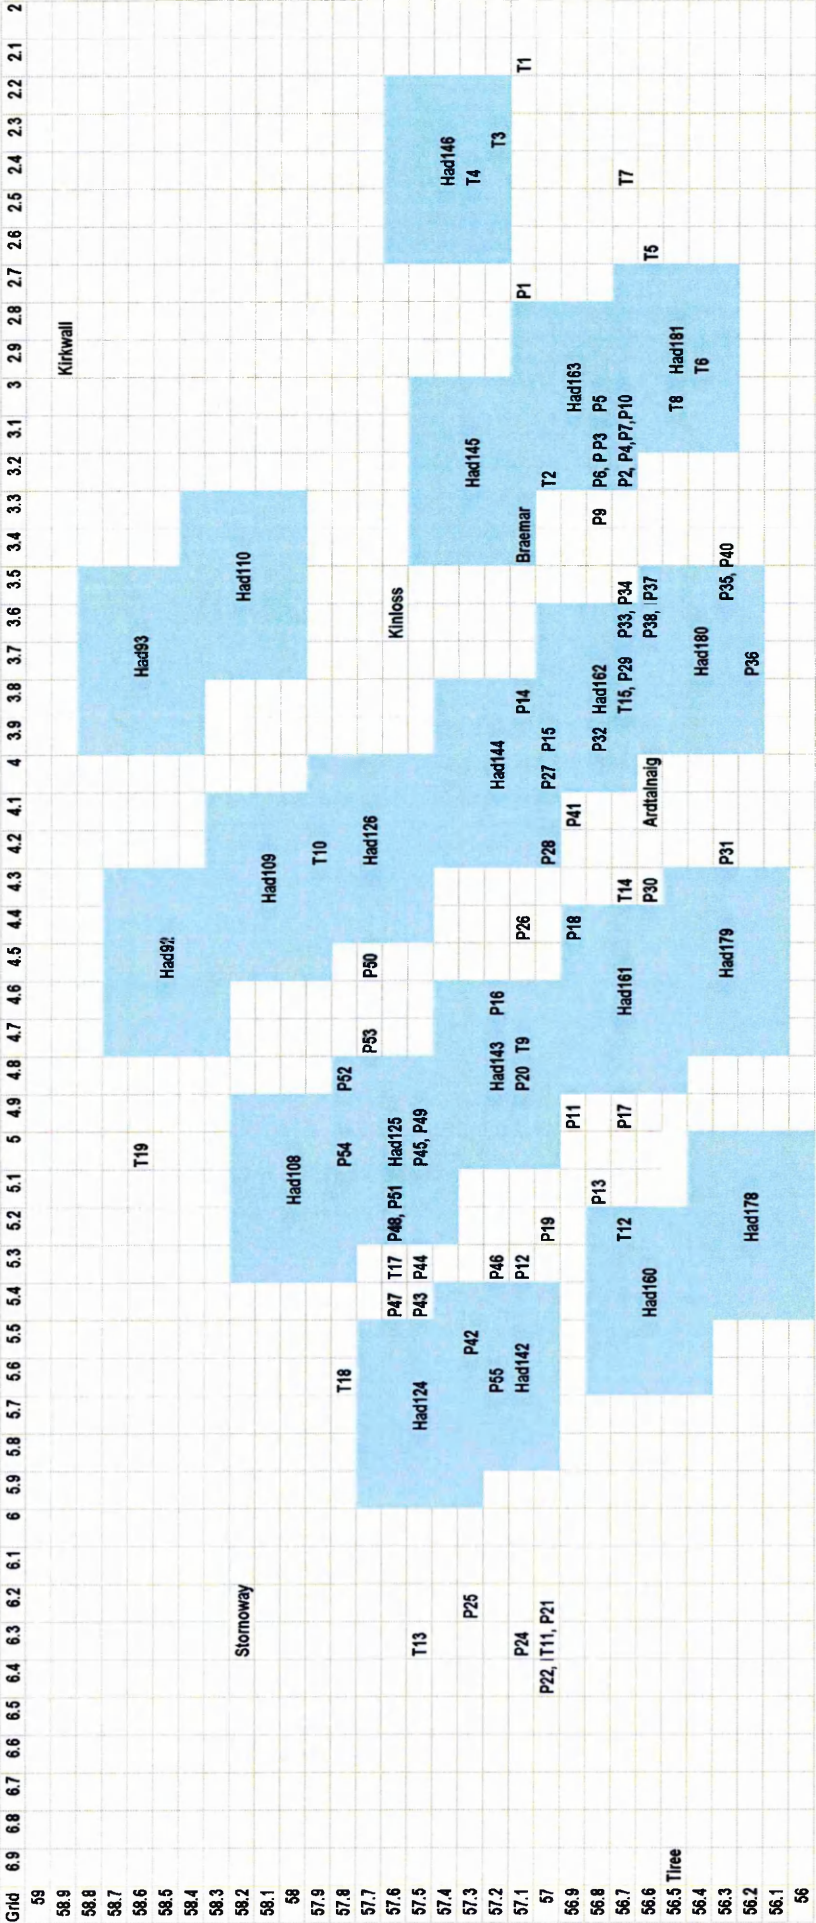 Grid 6.9 6.8 6.7 6.6 6.5 6.4 6.3 6.2 6.1 6 5.9 5.8 5.7 5.6 5.5 5.4 5.3 5.2 5.1 5 4.9 4.8 4.7 4.6 4.5 4.4 4.3 4.2 4.1 4 3.9 3.8 3.7 3.6 3.5 3.4 3.3 3.2 3.1 3 2.9 2.8 2.7 2.6 2.5 2.4 2.3 2.2 2.1 2
59
58.9 Kirkwall
58.8
58.7
58.6 T19 Had93
58.5 Had92
58.4
58.3
58.2 Stornoway Had110
58.1 Had109
58 Had108
57.9 T10
57.8 T18 P54 P52
57.7 P53 P50 Had126
57.6 P47 T17 P48, P51 Had125 Kinloss
57.5 T13 Had124 P43 P44 P45, P49
57.4 Had146
57.3 P25 P42 Had145 T4
57.2 P55 P46 Had143 P16 Had144 T3
57.1 P24 Had142 P12 P20 T9 P26 P14 Braemar P1 T1
57 P22, T11, P21 P19 P28 P27 P15 T2
56.9 P11 P18 P41 Had163
56.8 P13 P32 Had162 P9 P6, P P3 P5
56.7 T12 P17 Had161 T14 T15, P29 P33, P34 P2, P4,P7,P10 T7
56.6 Had160 P30 Ardtalnaig P38, P37 T5
56.5 Tiree T8 Had181
56.4 Had180 T6
56.3 Had179 P31 P35, P40
56.2 Had178 P36
56.1
56